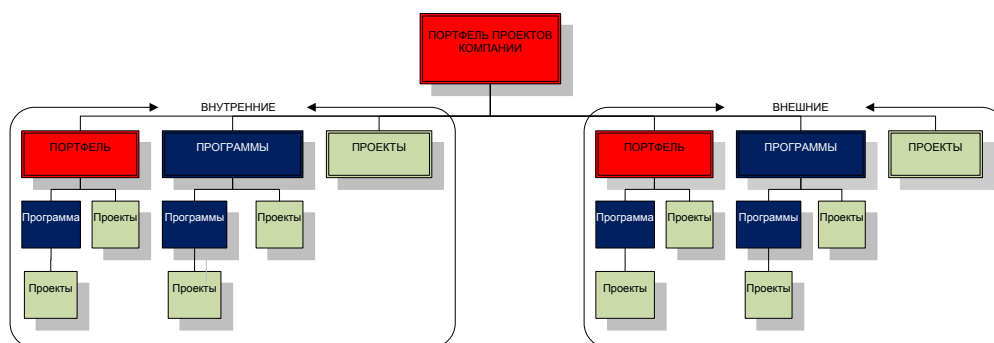 ПОРТФЕЛЬ ПРОЕКТОВ
КОМПАНИИ
ВНУТРЕННИЕ
ВНЕШНИЕ
ПОРТФЕЛЬ
ПРОГРАММЫ
ПРОЕКТЫ
ПОРТФЕЛЬ
ПРОГРАММЫ
ПРОЕКТЫ
Программа
Проекты
Программы
Проекты
Программа
Проекты
Программы
Проекты
Проекты
Проекты
Проекты
Проекты